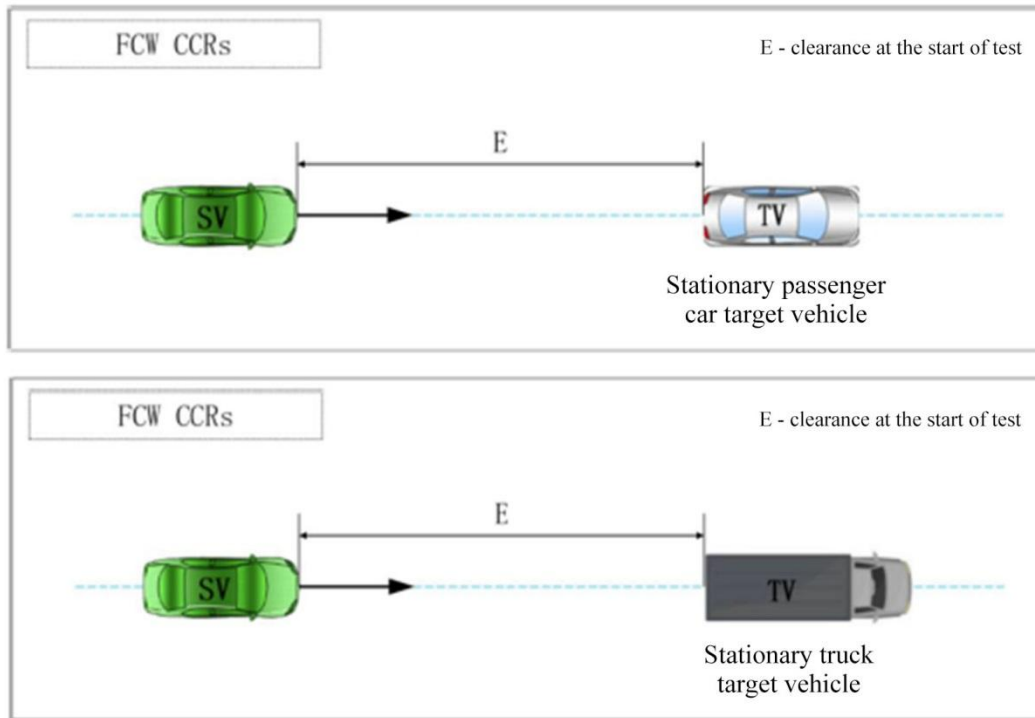 FCW CCRs
E - clearance at the start of test
E
SV
TV
Stationary passenger
car target vehicle
FCW CCRs
E - clearance at the start of test
E
SV
TV
Stationary truck
target vehicle